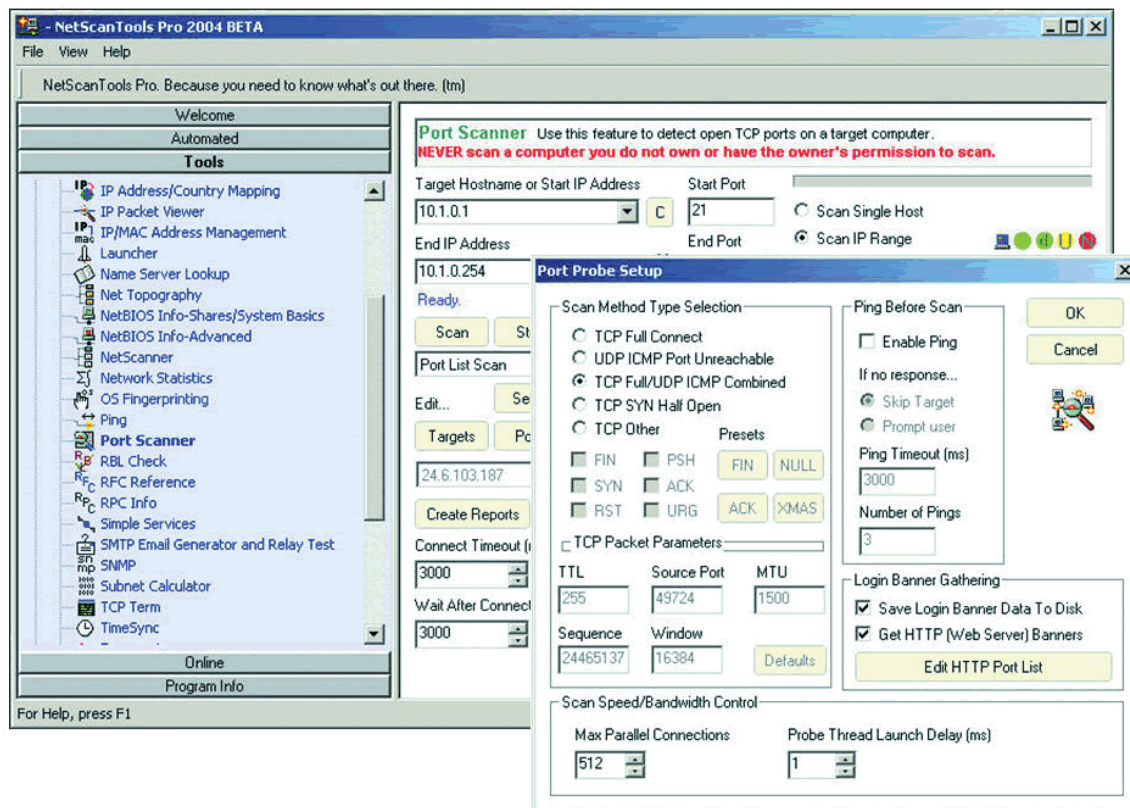 - NetScanTools Pro 2004 BETA
File View Help
NetScanTools Pro. Because you need to know what's out there. (tm)
Welcome
Automated
Tools
IP Address/Country Mapping
IP Packet Viewer
IP/MAC Address Management
Launcher
Name Server Lookup
Net Topography
NetBIOS Info-Shares/System Basics
NetBIOS Info-Advanced
NetScanner
Network Statistics
OS Fingerprinting
Ping
Port Scanner
RBL Check
RFC Reference
RPC Info
Simple Services
SMTP Email Generator and Relay Test
SNMP
Subnet Calculator
TCP Term
TimeSync
Online
Program Info
For Help, press F1
Port Scanner Use this feature to detect open TCP ports on a target computer.
NEVER scan a computer you do not own or have the owner's permission to scan.
Target Hostname or Start IP Address
10.1.0.1
C
Start Port
21
Scan Single Host
Scan IP Range
End IP Address
10.1.0.254
End Port
Ready.
Scan
Port List Scan
Edit...
Targets
24.6.103.187
Create Reports
Connect Timeout
3000
Wait After Connect
3000
Port Probe Setup
Scan Method Type Selection
TCP Full Connect
UDP ICMP Port Unreachable
TCP Full/UDP ICMP Combined
TCP SYN Half Open
TCP Other
Presets
FIN PSH FIN NULL
SYN ACK
RST URG ACK XMAS
TCP Packet Parameters
TTL Source Port MTU
255 49724 1500
Sequence Window
24465137 16384 Defaults
Ping Before Scan
Enable Ping
If no response...
Skip Target
Prompt user
Ping Timeout (ms)
3000
Number of Pings
3
OK
Cancel
Login Banner Gathering
Save Login Banner Data To Disk
Get HTTP (Web Server) Banners
Edit HTTP Port List
Scan Speed/Bandwidth Control
Max Parallel Connections Probe Thread Launch Delay (ms)
512 1